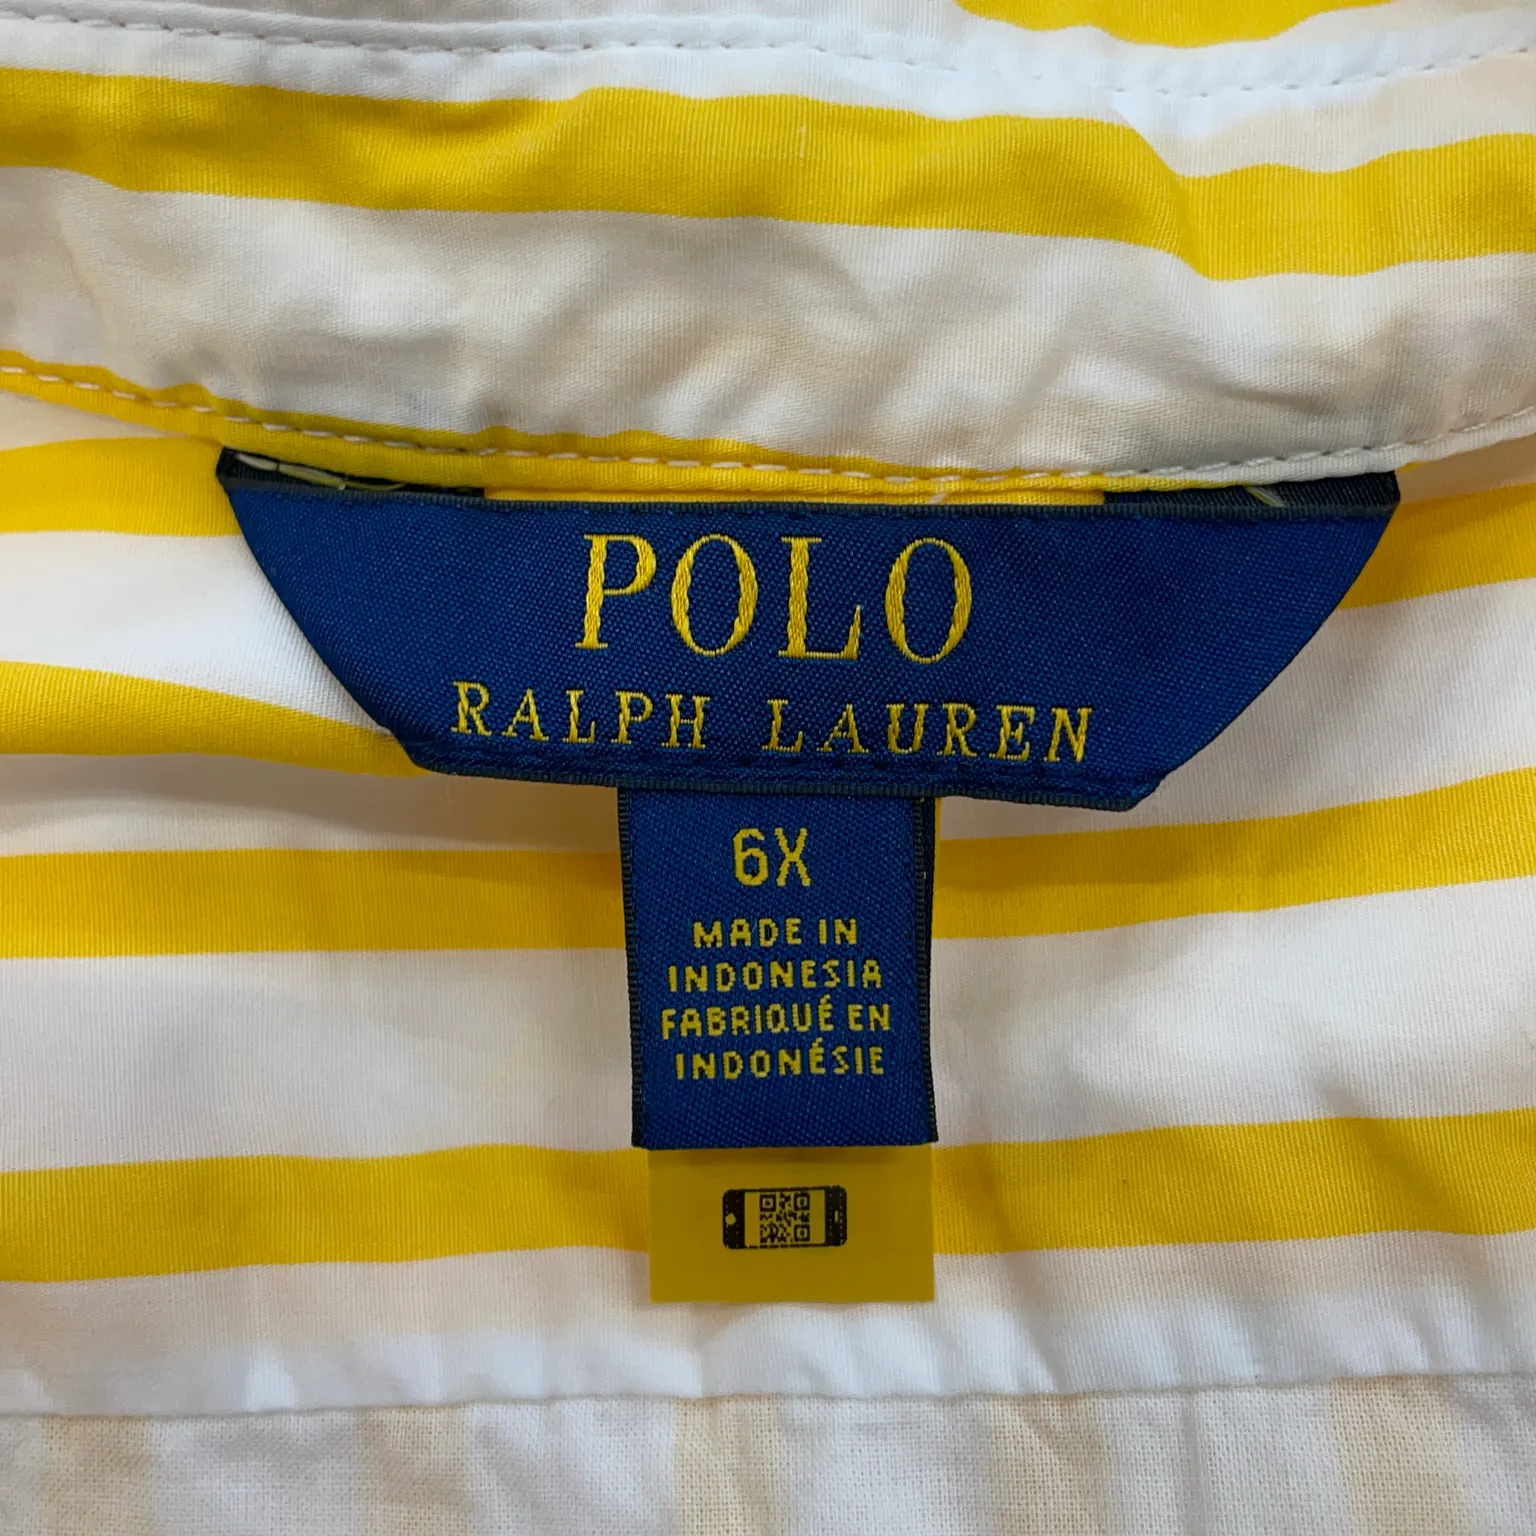 POLO
RALPH LAUREN
6X
MADE IN
INDONESIA
FABRIQUÉ EN
INDONÉSIE